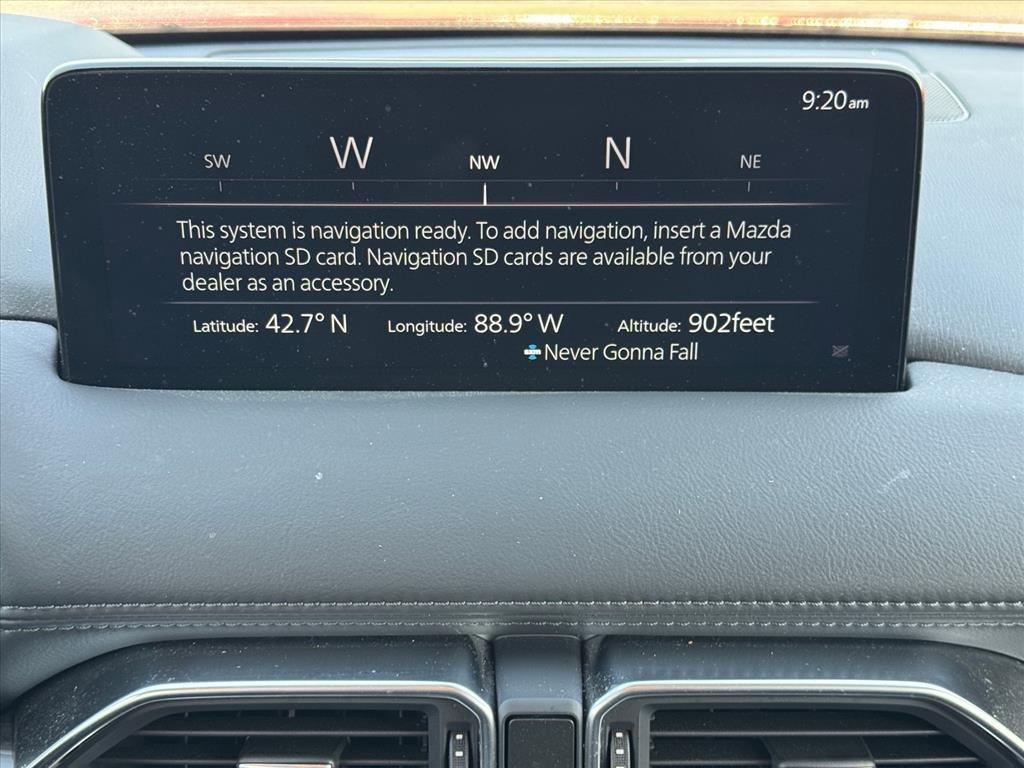 9:20am
SW W NW N NE
This system is navigation ready. To add navigation, insert a Mazda
navigation SD card. Navigation SD cards are available from your
dealer as an accessory.
Latitude: 42.7° N Longitude: 88.9° W Altitude: 902feet
sxm Never Gonna Fall